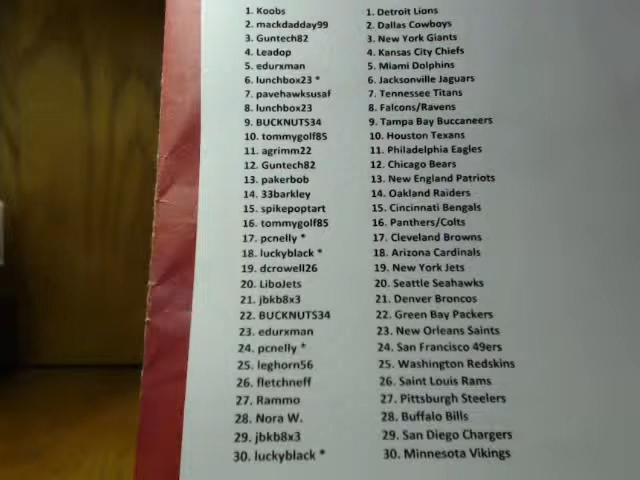 1. Koobs 1. Detroit Lions
2. mackdadday99 2. Dallas Cowboys
3. Guntech82 3. New York Giants
4. Leadop 4. Kansas City Chiefs
5. edurxman 5. Miami Dolphins
6. lunchbox23 * 6. Jacksonville Jaguars
7. pavehawksusaf 7. Tennessee Titans
8. lunchbox23 8. Falcons/Ravens
9. BUCKNUTS34 9. Tampa Bay Buccaneers
10. tommygolf85 10. Houston Texans
11. agrimm22 11. Philadelphia Eagles
12. Guntech82 12. Chicago Bears
13. pakerbob 13. New England Patriots
14. 33barkley 14. Oakland Raiders
15. spikepoptart 15. Cincinnati Bengals
16. tommygolf85 16. Panthers/Colts
17. pcnelly * 17. Cleveland Browns
18. luckyblack * 18. Arizona Cardinals
19. dcrowell26 19. New York Jets
20. LiboJets 20. Seattle Seahawks
21. jbkb8x3 21. Denver Broncos
22. BUCKNUTS34 22. Green Bay Packers
23. edurxman 23. New Orleans Saints
24. pcnelly * 24. San Francisco 49ers
25. leghorn56 25. Washington Redskins
26. fletchneff 26. Saint Louis Rams
27. Rammo 27. Pittsburgh Steelers
28. Nora W. 28. Buffalo Bills
29. jbkb8x3 29. San Diego Chargers
30. luckyblack * 30. Minnesota Vikings